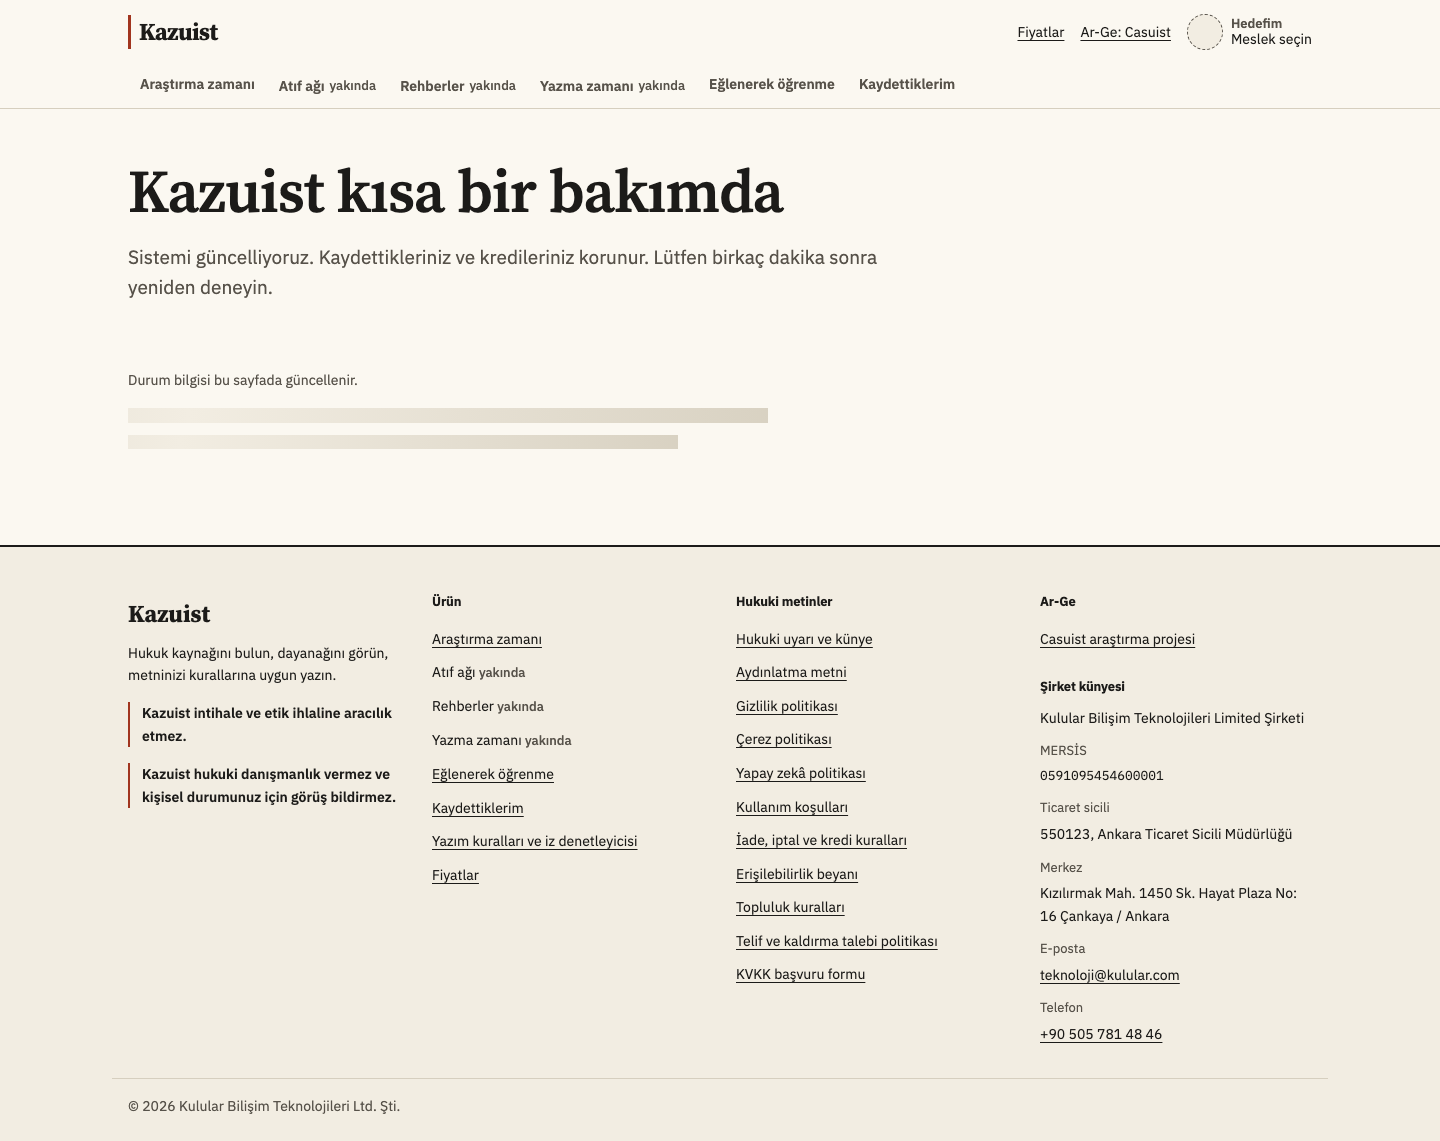 Kazuist
Fiyatlar
Ar-Ge: Casuist
Hedefim
Meslek seçin
Araştırma zamanı
Atıf ağı yakında
Rehberler yakında
Yazma zamanı yakında
Eğlenerek öğrenme
Kaydettiklerim
Kazuist kısa bir bakımda
Sistemi güncelliyoruz. Kaydettikleriniz ve kredileriniz korunur. Lütfen birkaç dakika sonra
yeniden deneyin.
Durum bilgisi bu sayfada güncellenir.
Kazuist
Hukuk kaynağını bulun, dayanağını görün,
metninizi kurallarına uygun yazın.
Kazuist intihale ve etik ihlaline aracılık
etmez.
Kazuist hukuki danışmanlık vermez ve
kişisel durumunuz için görüş bildirmez.
Ürün
Araştırma zamanı
Atıf ağı yakında
Rehberler yakında
Yazma zamanı yakında
Eğlenerek öğrenme
Kaydettiklerim
Yazım kuralları ve iz denetleyicisi
Fiyatlar
Hukuki metinler
Hukuki uyarı ve künye
Aydınlatma metni
Gizlilik politikası
Çerez politikası
Yapay zekâ politikası
Kullanım koşulları
İade, iptal ve kredi kuralları
Erişilebilirlik beyanı
Topluluk kuralları
Telif ve kaldırma talebi politikası
KVKK başvuru formu
Ar-Ge
Casuist araştırma projesi
Şirket künyesi
Kulular Bilişim Teknolojileri Limited Şirketi
MERSİS
0591095454600001
Ticaret sicili
550123, Ankara Ticaret Sicili Müdürlüğü
Merkez
Kızılırmak Mah. 1450 Sk. Hayat Plaza No:
16 Çankaya / Ankara
E-posta
teknoloji@kulular.com
Telefon
+90 505 781 48 46
© 2026 Kulular Bilişim Teknolojileri Ltd. Şti.